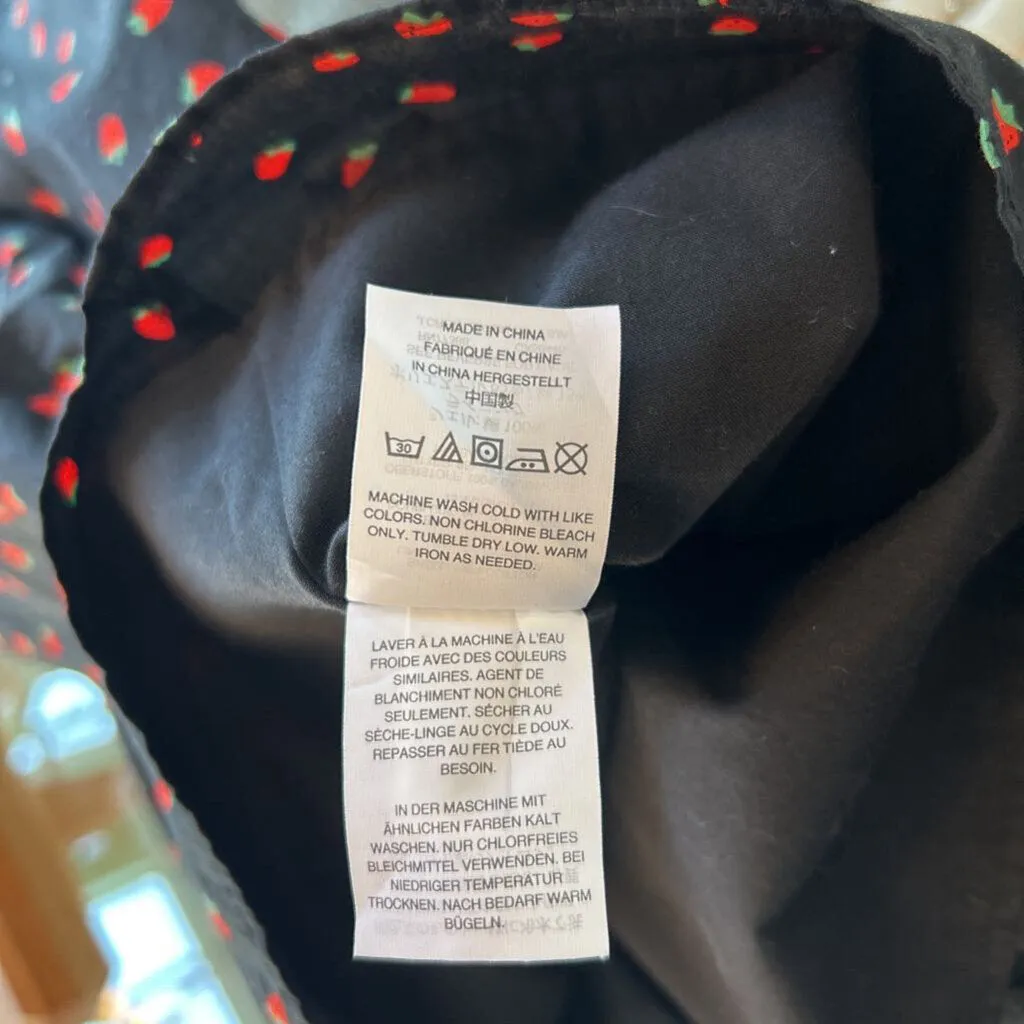 MADE IN CHINA
FABRIQUÉ EN CHINE
IN CHINA HERGESTELLT
中国製
30
MACHINE WASH COLD WITH LIKE
COLORS. NON CHLORINE BLEACH
ONLY. TUMBLE DRY LOW. WARM
IRON AS NEEDED.
LAVER À LA MACHINE À L'EAU
FROIDE AVEC DES COULEURS
SIMILAIRES. AGENT DE
BLANCHIMENT NON CHLORÉ
SEULEMENT. SÉCHER AU
SÈCHE-LINGE AU CYCLE DOUX.
REPASSER AU FER TIÈDE AU
BESOIN.
IN DER MASCHINE MIT
ÄHNLICHEN FARBEN KALT
WASCHEN. NUR CHLORFREIES
BLEICHMITTEL VERWENDEN. BEI
NIEDRIGER TEMPERATUR
TROCKNEN. NACH BEDARF WARM
BÜGELN.